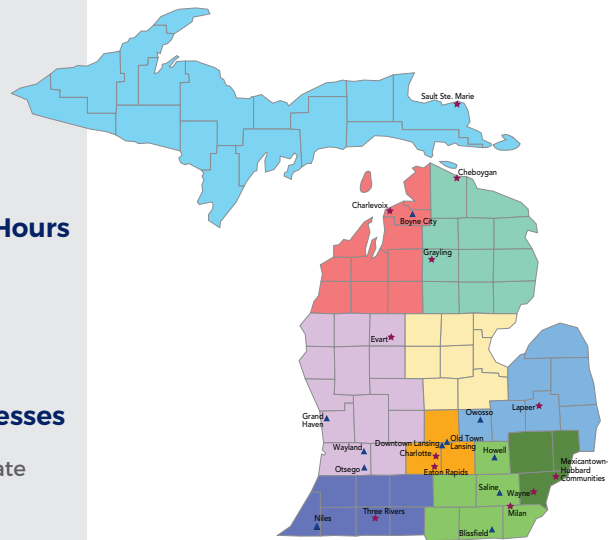 Hours
esses
ate
Sault Ste. Marie
Cheboygan
Charlevoix
Boyne City
Grayling
Evart
Grand
Haven
Owosso
Lapeer
Downtown Lansing
Old Town
Lansing
Wayland
Charlotte
Howell
Otsego
Eaton Rapids
Mexicantown-
Hubbard
Communities
Saline
Wayne
Niles
Three Rivers
Milan
Blissfield